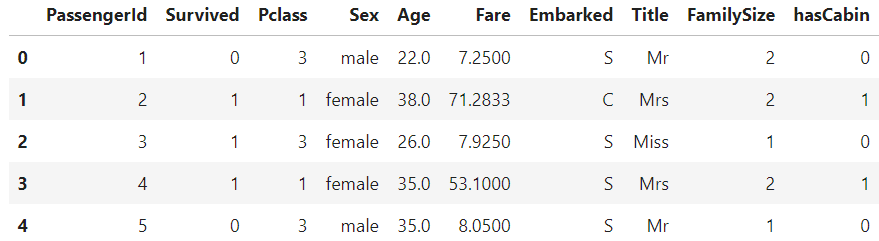 PassengerId Survived Pclass Sex Age Fare Embarked Title FamilySize hasCabin
0 1 0 3 male 22.0 7.2500 S Mr 2 0
1 2 1 1 female 38.0 71.2833 C Mrs 2 1
2 3 1 3 female 26.0 7.9250 S Miss 1 0
3 4 1 1 female 35.0 53.1000 S Mrs 2 1
4 5 0 3 male 35.0 8.0500 S Mr 1 0